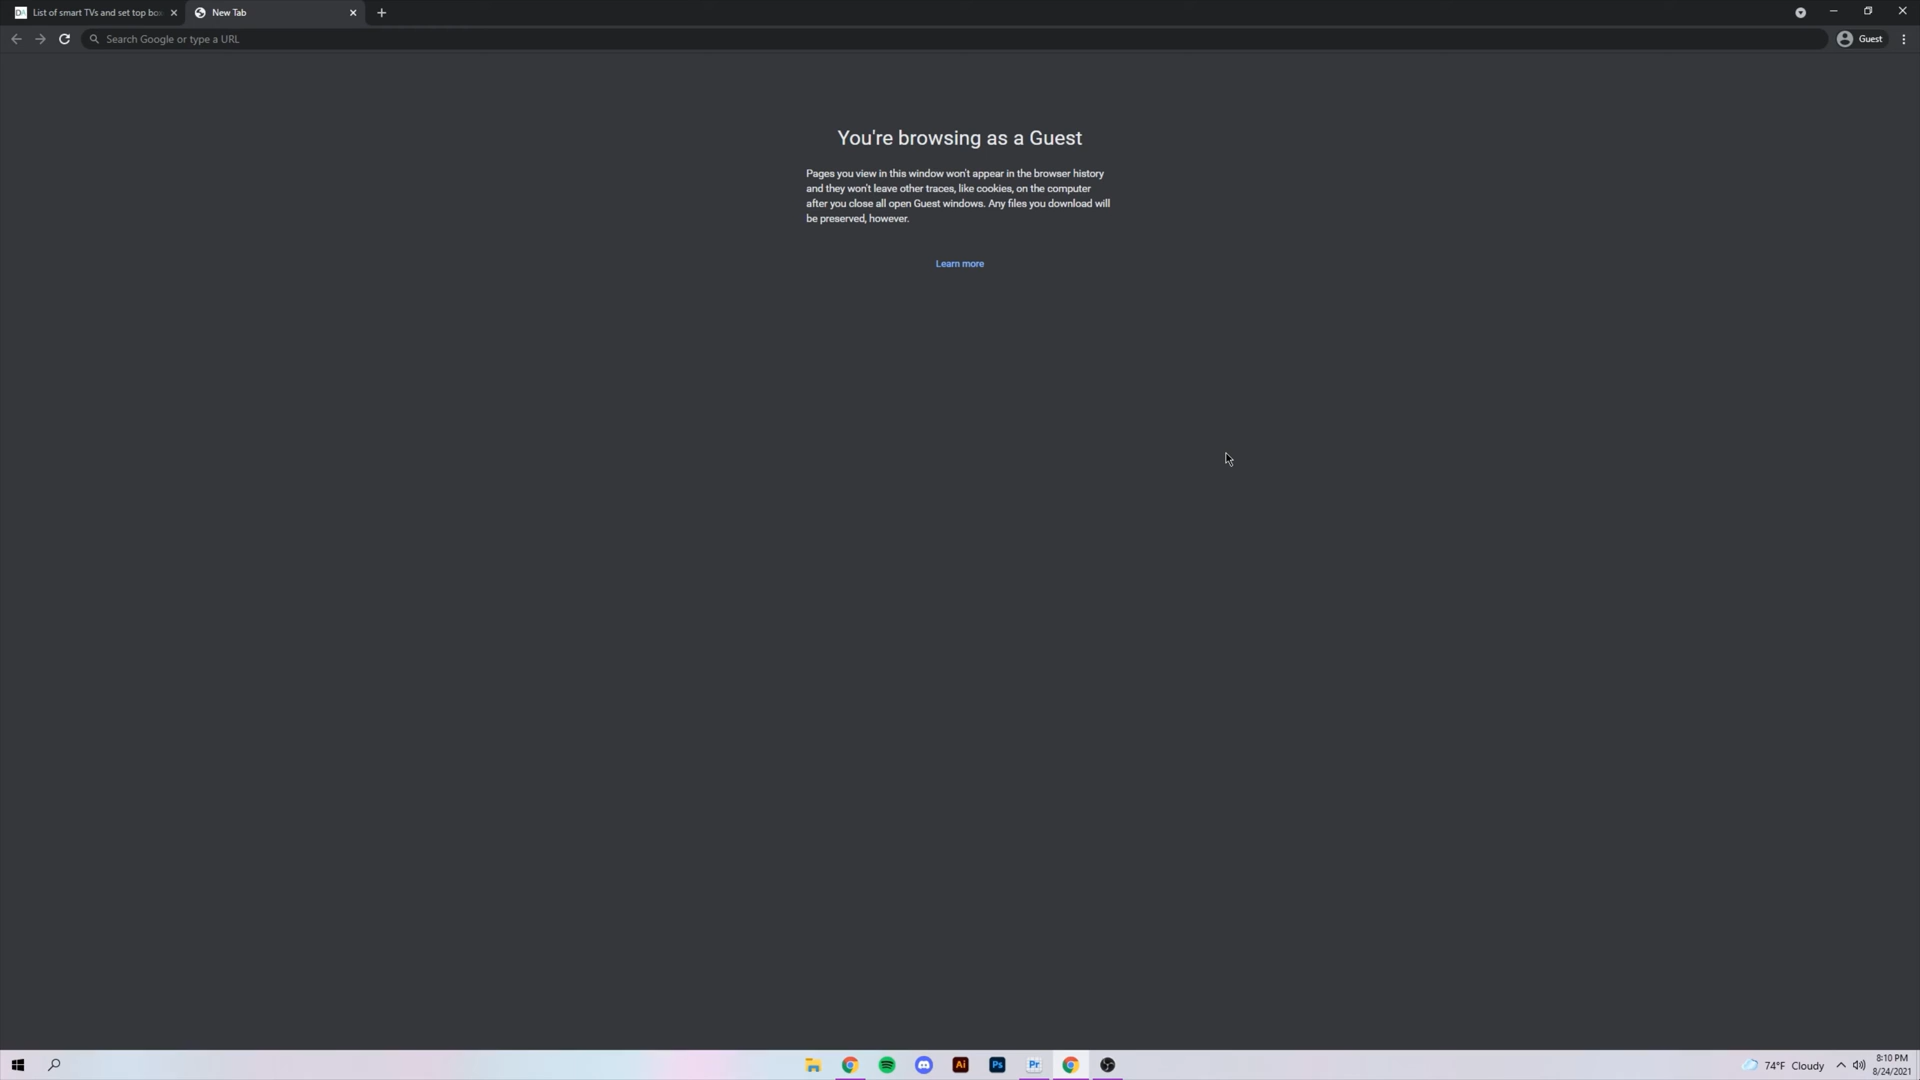 List of smart TVs and set top bo
New Tab
Search Google or type a URL
Guest
You're browsing as a Guest
Pages you view in this window won't appear in the browser history
and they won't leave other traces, like cookies, on the computer
after you close all open Guest windows. Any files you download will
be preserved, however.
Learn more
Ai
Ps
Pr
74°F Cloudy
8:10 PM
8/24/2021